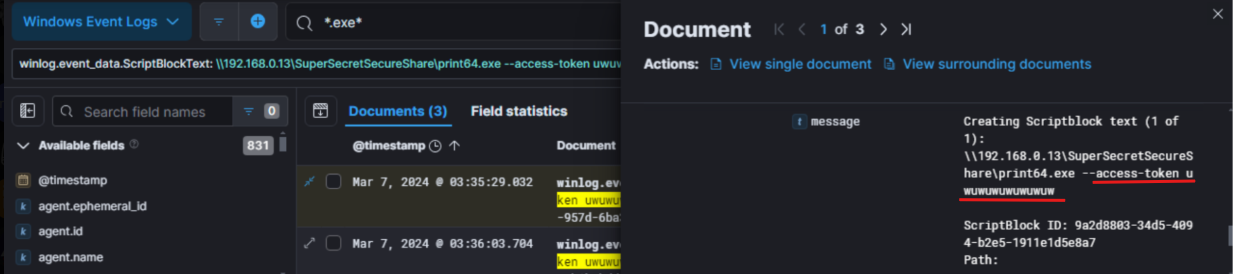 Windows Event Logs
*.exe*
winlog.event_data.ScriptBlockText: \\192.168.0.13\SuperSecretSecureShare\print64.exe --access-token uwuwu
Search field names
0
Documents (3)
Field statistics
Available fields
831
@timestamp
Document
@timestamp
agent.ephemeral_id
agent.id
agent.name
Mar 7, 2024 @ 03:35:29.032
winlog.eve
ken uwuwuw
-957d-6ba
Mar 7, 2024 @ 03:36:03.704
winlog.eve
ken uwuwu
Document
1 of 3
Actions:
View single document
View surrounding documents
t message
Creating Scriptblock text (1 of
1):
\\192.168.0.13\SuperSecretSecureS
hare\print64.exe --access-token u
wuwuwuwuwuwuw
ScriptBlock ID: 9a2d8803-34d5-409
4-b2e5-1911e1d5e8a7
Path: